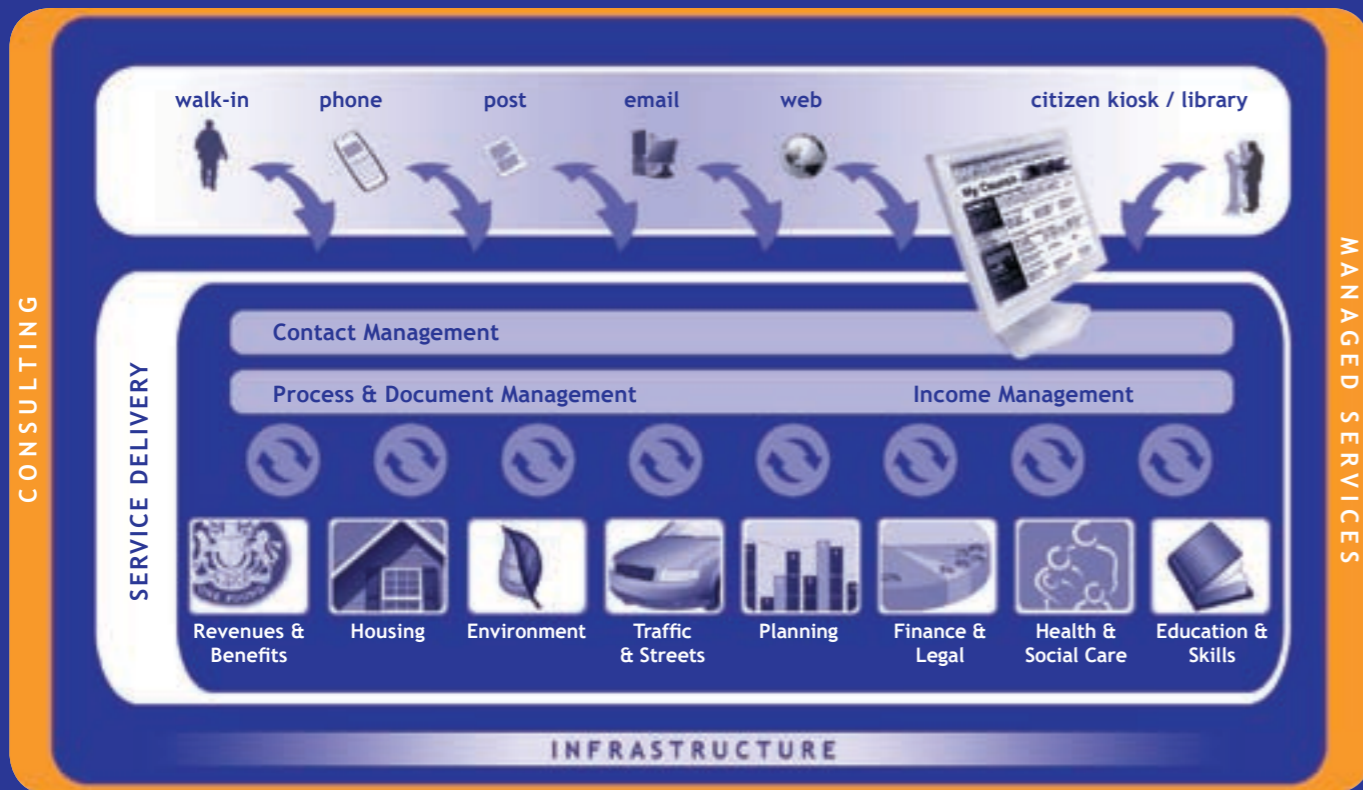 walk-in
phone
post
email
web
citizen kiosk / library
CONSULTING
MANAGED SERVICES
SERVICE DELIVERY
Contact Management
Process & Document Management
Income Management
Revenues &
Benefits
Housing
Environment
Traffic
& Streets
Planning
Finance &
Legal
Health &
Social Care
Education &
Skills
INFRASTRUCTURE